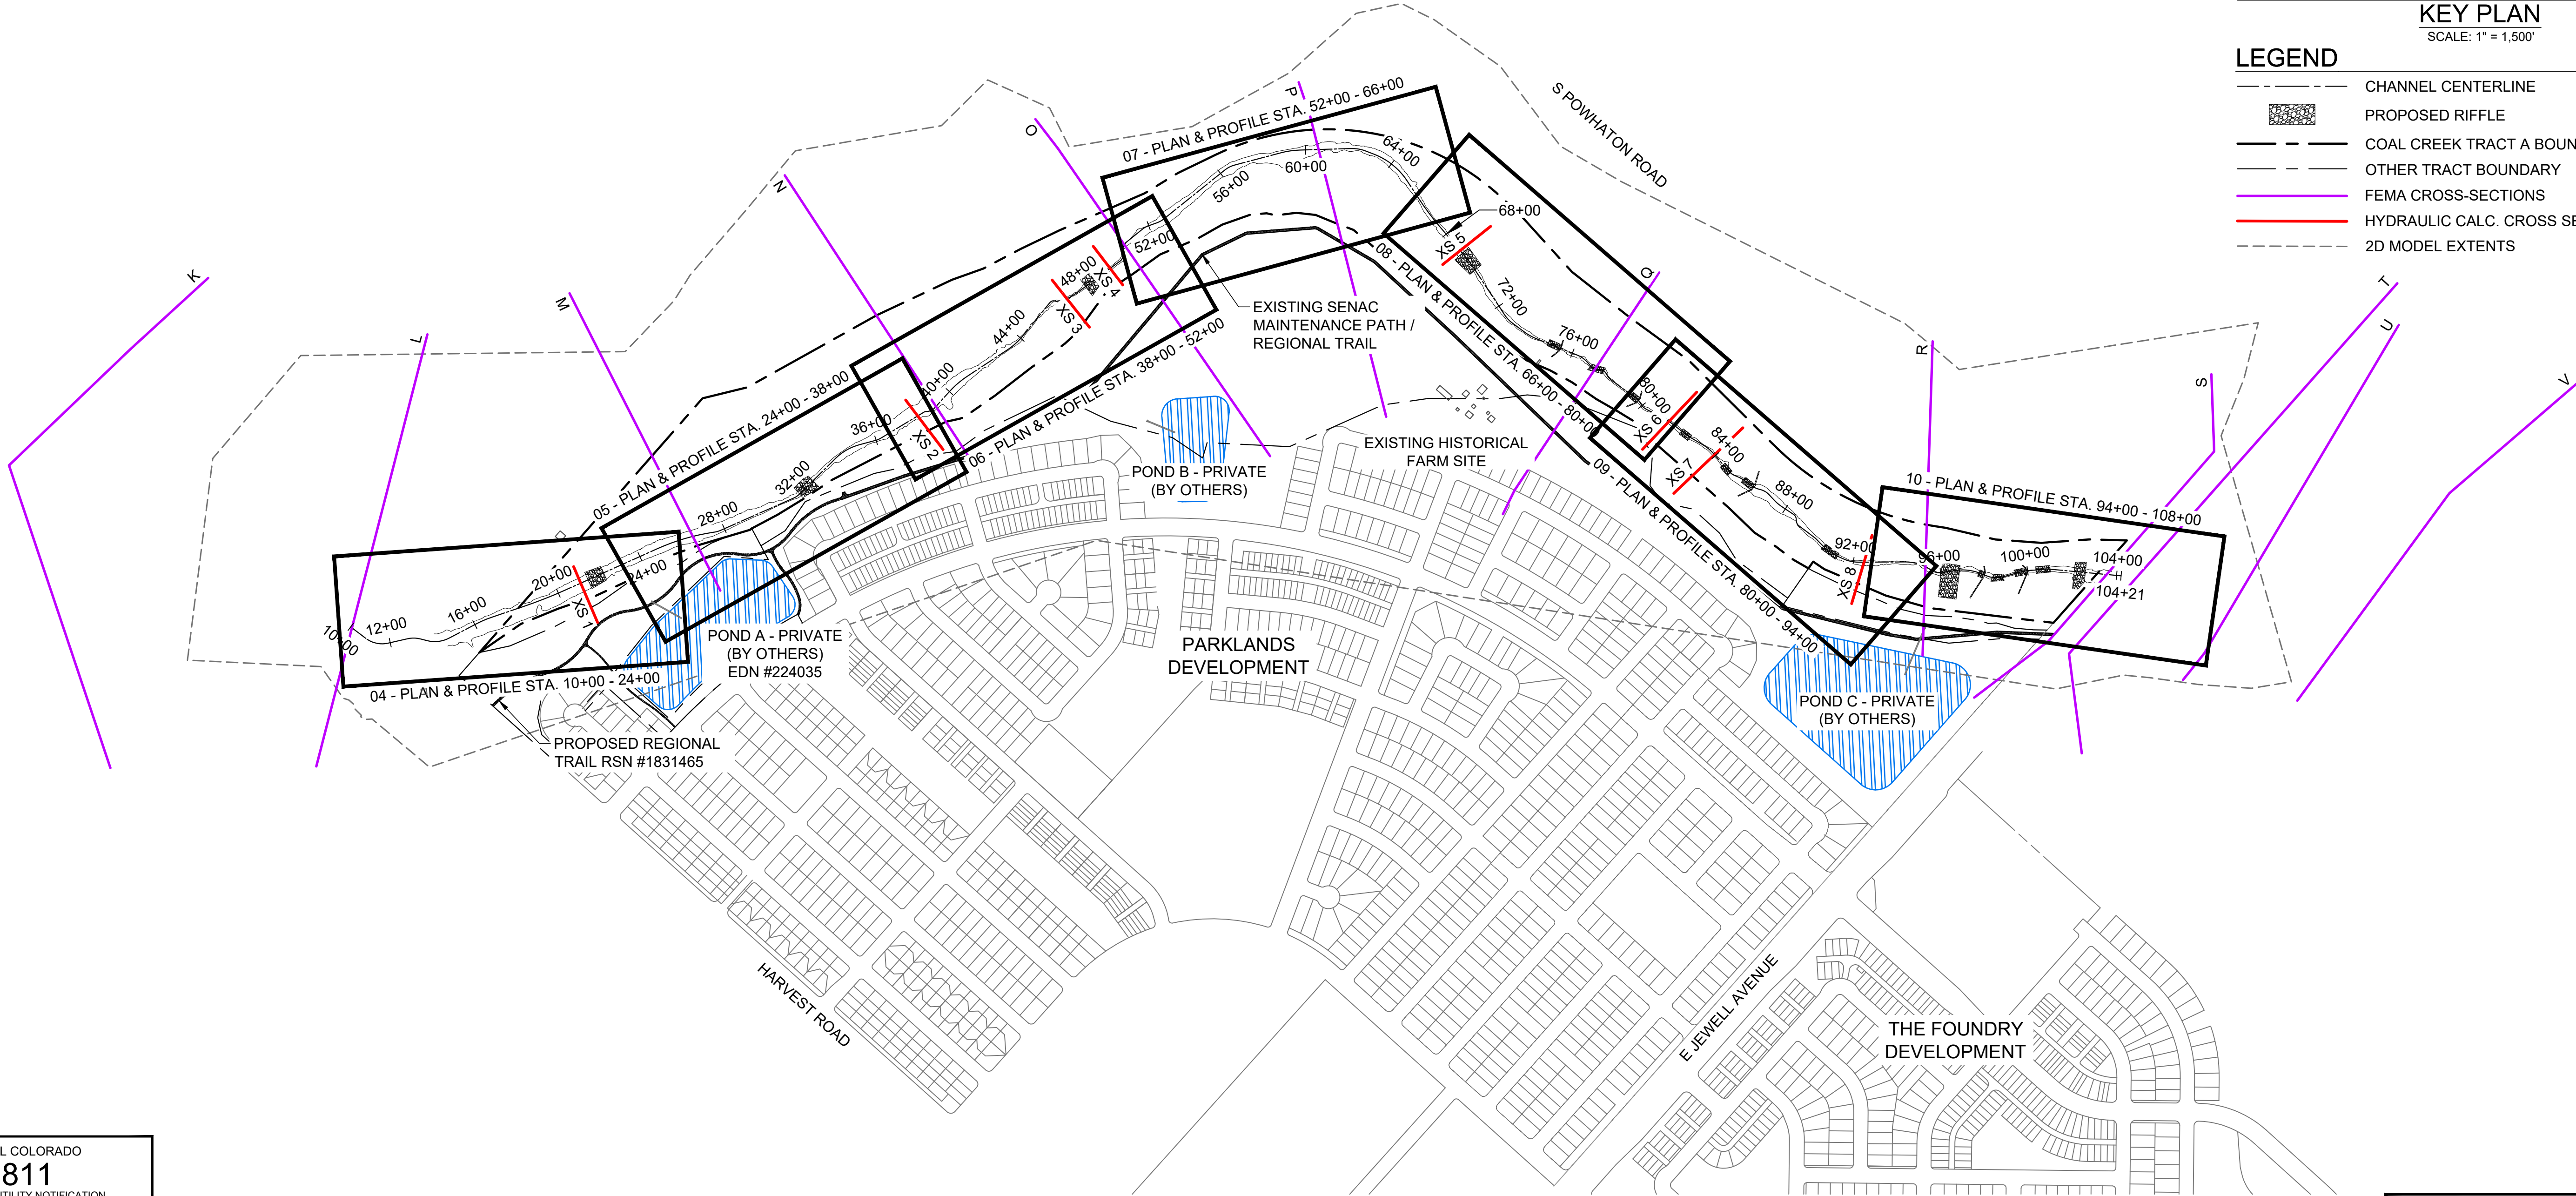 KEY PLAN
SCALE: 1" = 1,500'
LEGEND
CHANNEL CENTERLINE
PROPOSED RIFFLE
COAL CREEK TRACT A BOUN
OTHER TRACT BOUNDARY
FEMA CROSS-SECTIONS
HYDRAULIC CALC. CROSS SE
2D MODEL EXTENTS
K
L
M
N
O
P
Q
R
S
T
U
V
S POWHATON ROAD
04 - PLAN & PROFILE STA. 10+00 - 24+00
05 - PLAN & PROFILE STA. 24+00 - 38+00
06 - PLAN & PROFILE STA. 38+00 - 52+00
07 - PLAN & PROFILE STA. 52+00 - 66+00
08 - PLAN & PROFILE STA. 66+00 - 80+00
09 - PLAN & PROFILE STA. 80+00 - 94+00
10 - PLAN & PROFILE STA. 94+00 - 108+00
10+00
12+00
16+00
20+00
24+00
28+00
32+00
36+00
40+00
44+00
48+00
52+00
56+00
60+00
64+00
68+00
72+00
76+00
80+00
84+00
88+00
92+00
96+00
100+00
104+00
104+21
XS 1
XS 2
XS 3
XS 4
XS 5
XS 6
XS 7
XS 8
EXISTING SENAC
MAINTENANCE PATH /
REGIONAL TRAIL
EXISTING HISTORICAL
FARM SITE
POND B - PRIVATE
(BY OTHERS)
POND A - PRIVATE
(BY OTHERS)
EDN #224035
POND C - PRIVATE
(BY OTHERS)
PROPOSED REGIONAL
TRAIL RSN #1831465
PARKLANDS
DEVELOPMENT
HARVEST ROAD
E JEWELL AVENUE
THE FOUNDRY
DEVELOPMENT
L COLORADO
811
TILITY NOTIFICATION